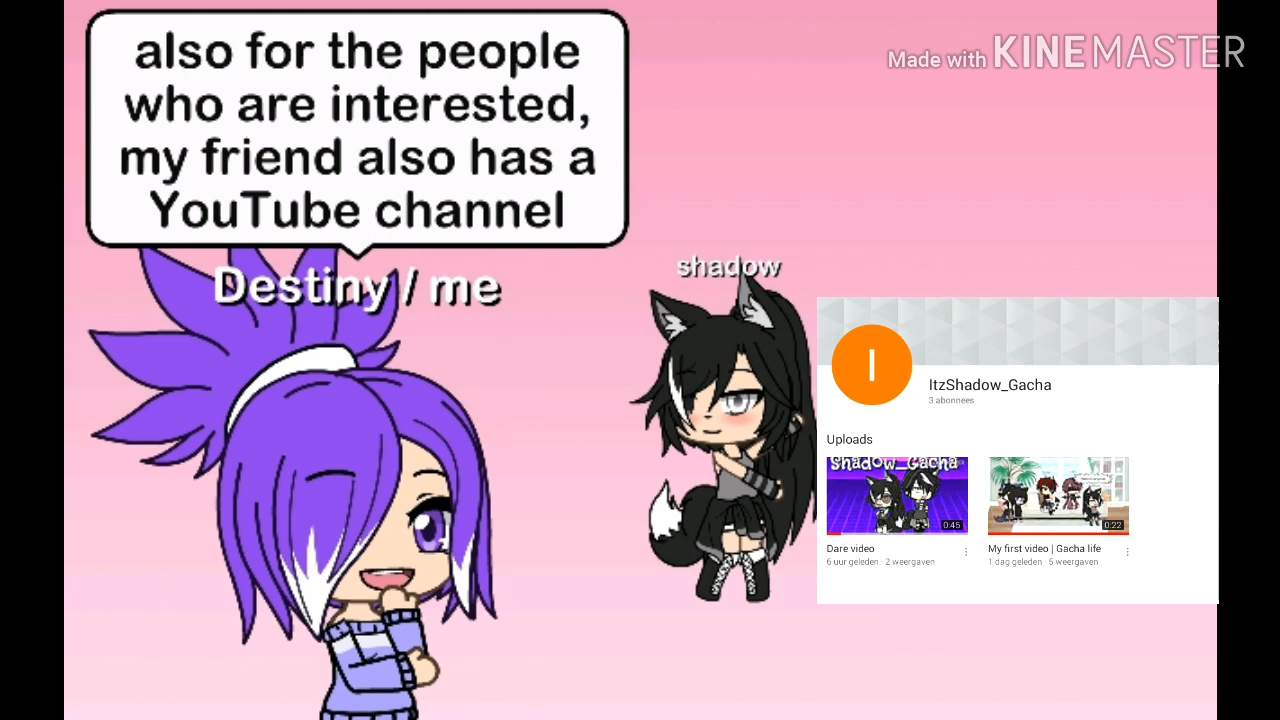 also for the people
who are interested,
my friend also has a
YouTube channel
Made with KINEMASTER
Destiny / me
shadow
I
ItzShadow_Gacha
3 abonnees
Uploads
Shadow_Gacha
0:45
0:22
Dare video
6 uur geleden · 2 weergaven
My first video | Gacha life
1 dag geleden · 5 weergaven